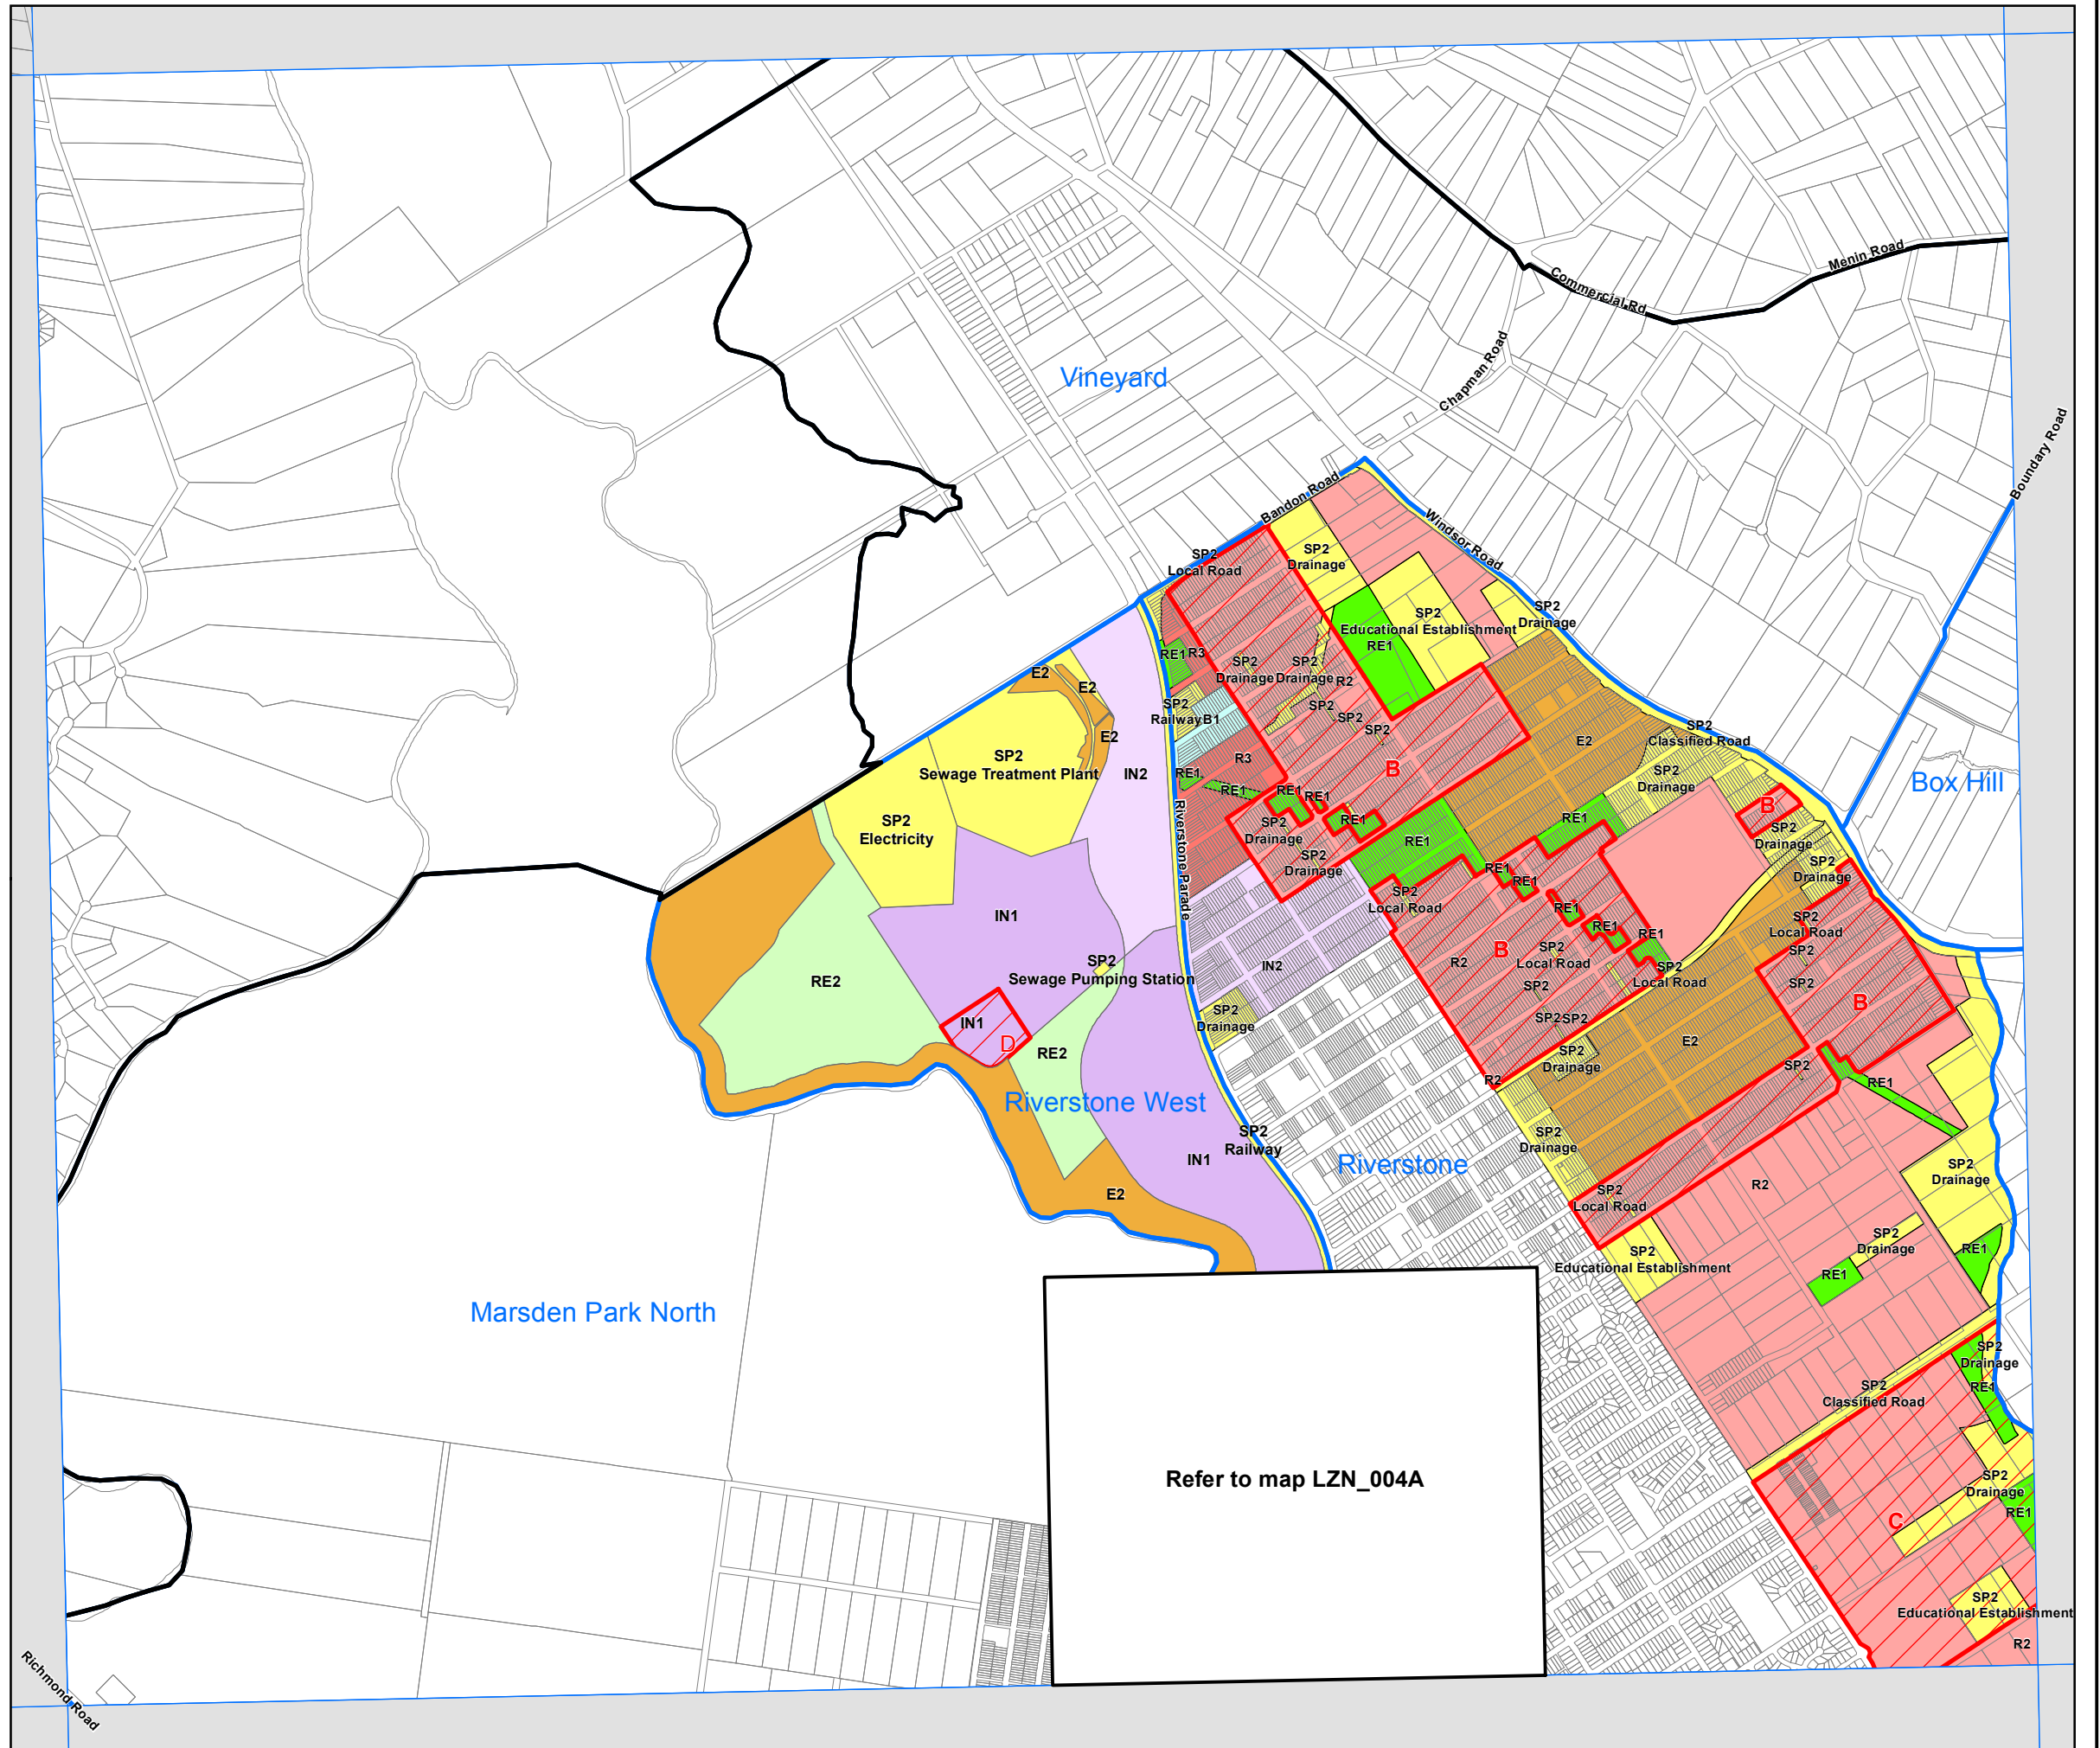 Menin Road
Commercial Rd
Chapman Road
Vineyard
Boundary Road
Bandon Road
Windsor Road
SP2
Local Road
SP2
Drainage
SP2
Educational Establishment
SP2
Drainage
RE1
RE1
R3
E2
E2
E2
SP2
Drainage
SP2
Drainage
R2
SP2
Railway
B1
SP2
SP2
SP2
SP2
Classified Road
E2
SP2
Sewage Treatment Plant
IN2
R3
B
RE1
RE1
RE1
RE1
RE1
SP2
Drainage
Box Hill
B
SP2
Electricity
SP2
Drainage
RE1
RE1
SP2
Drainage
SP2
Drainage
SP2
Drainage
Riverstone Parade
RE1
RE1
SP2
Local Road
RE1
RE1
RE1
IN1
SP2
Local Road
B
SP2
Local Road
SP2
R2
IN2
SP2
Sewage Pumping Station
SP2
Local Road
RE2
SP2
SP2
B
SP2
Drainage
SP2
SP2
IN1
D
RE2
E2
SP2
Drainage
SP2
R2
RE1
Riverstone West
SP2
Railway
SP2
Drainage
Riverstone
IN1
E2
R2
SP2
Drainage
SP2
Local Road
SP2
Drainage
SP2
Educational Establishment
RE1
RE1
Marsden Park North
SP2
Drainage
RE1
SP2
Classified Road
Refer to map LZN_004A
SP2
Drainage
RE1
C
SP2
Educational Establishment
R2
Richmond Road